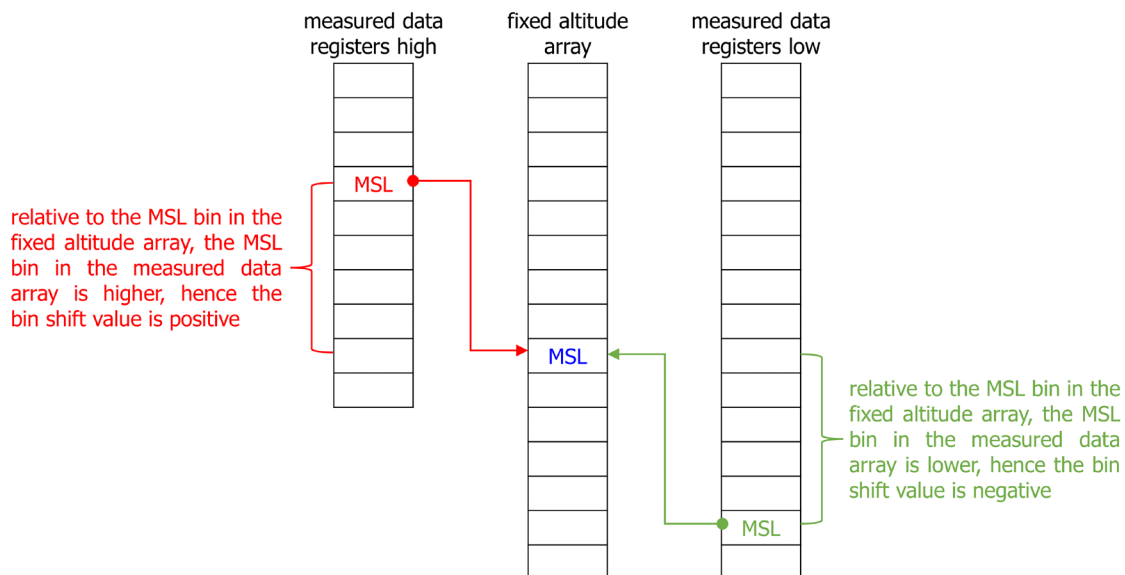 measured data
registers high
fixed altitude
array
measured data
registers low
MSL
relative to the MSL bin in the
fixed altitude array, the MSL
bin in the measured data
array is higher, hence the
bin shift value is positive
MSL
relative to the MSL bin in the
fixed altitude array, the MSL
bin in the measured data
array is lower, hence the bin
shift value is negative
MSL